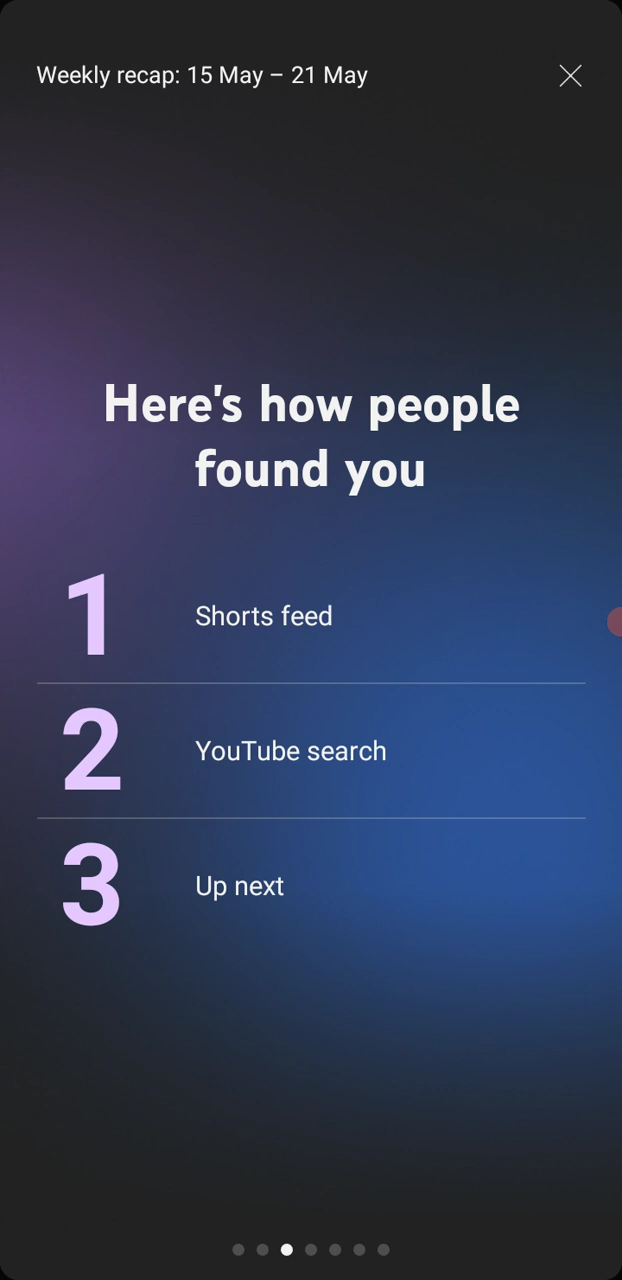 Weekly recap: 15 May – 21 May
Here's how people
found you
1 Shorts feed
2 YouTube search
3 Up next